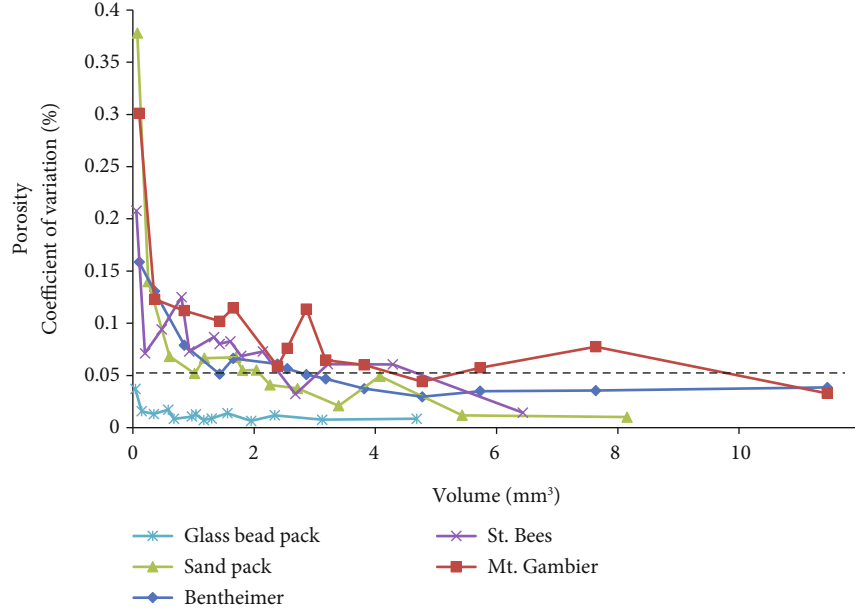 0.4
0.35
0.3
0.25
0.2
0.15
0.1
0.05
0
Porosity
Coefficient of variation (%)
0 2 4 6 8 10
Volume (mm³)
Glass bead pack
Sand pack
Bentheimer
St. Bees
Mt. Gambier